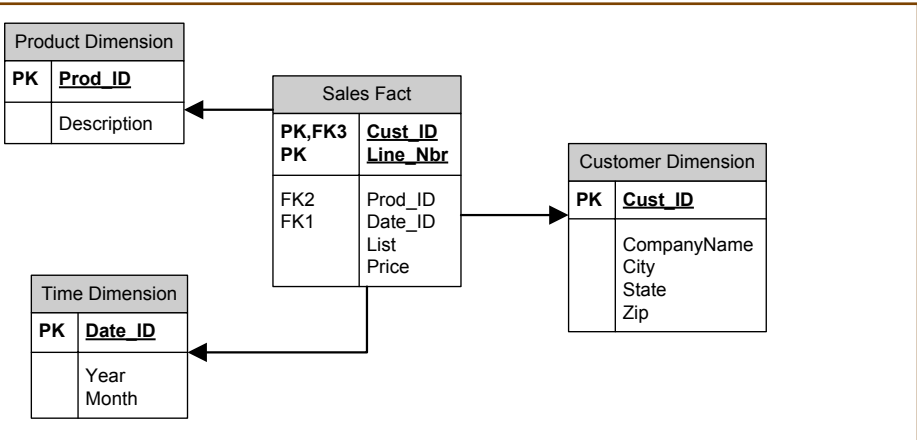 Product Dimension
PK Prod_ID
Description
Sales Fact
PK,FK3 Cust_ID
PK Line_Nbr
FK2 Prod_ID
FK1 Date_ID
List
Price
Customer Dimension
PK Cust_ID
CompanyName
City
State
Zip
Time Dimension
PK Date_ID
Year
Month